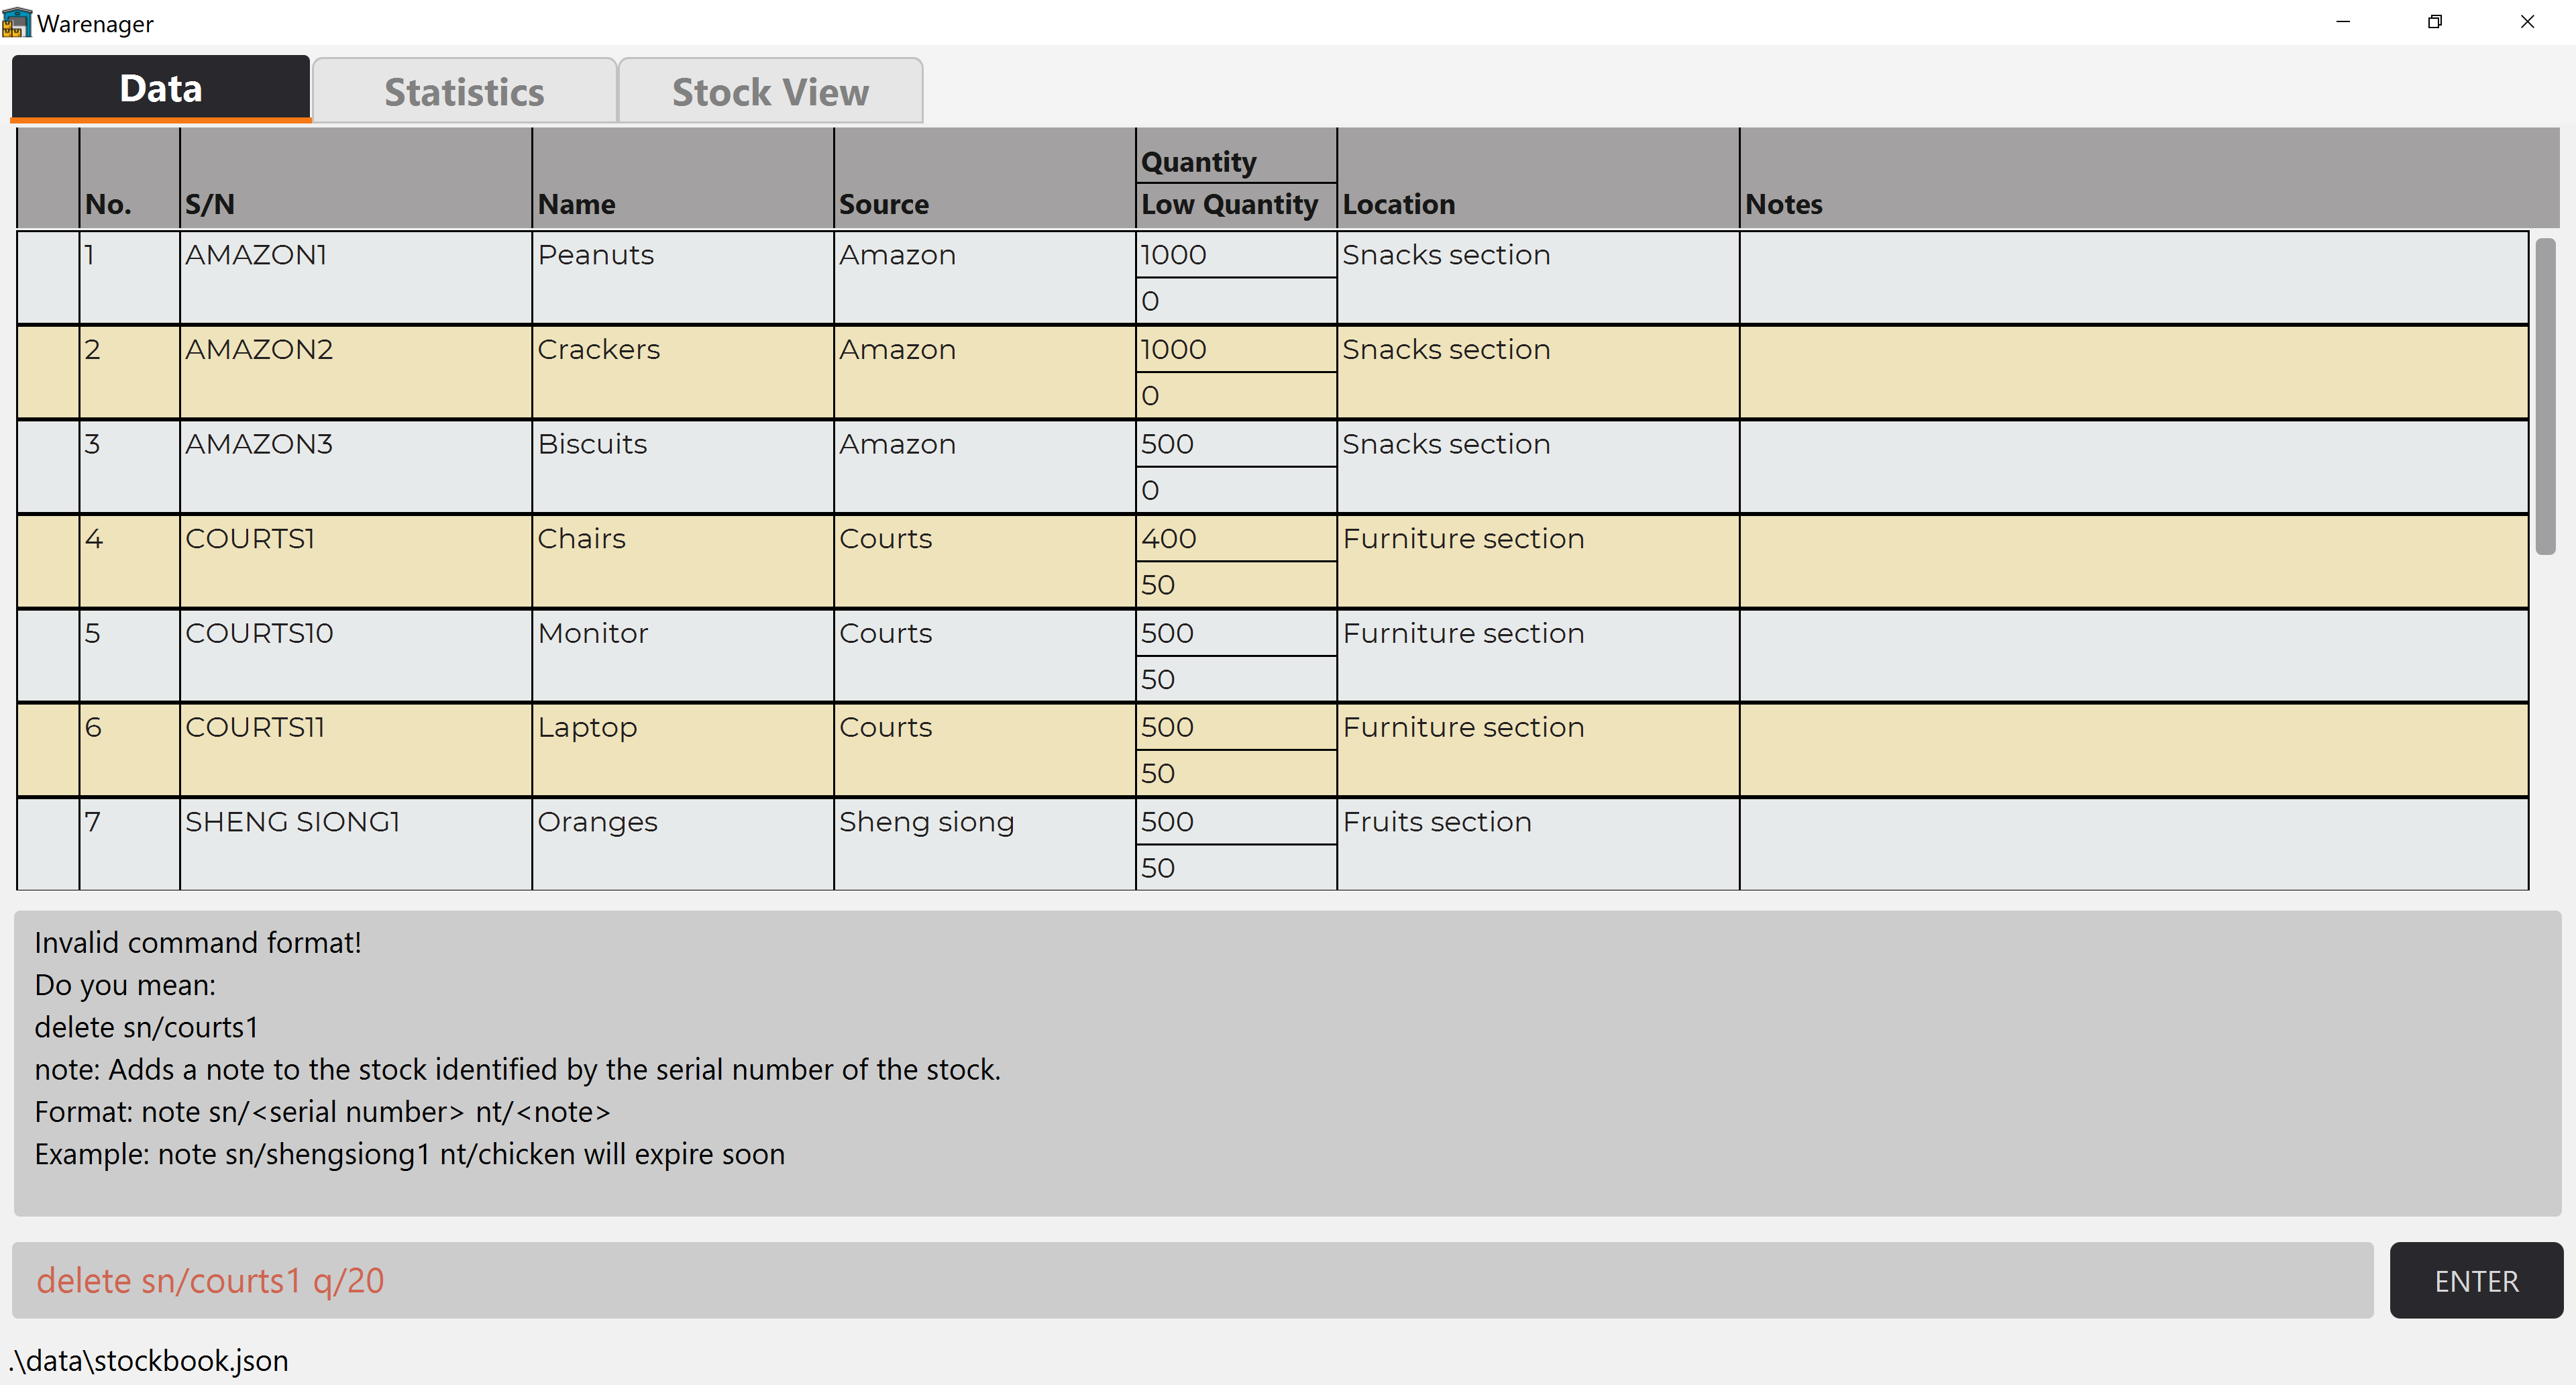 Warenager
Data Statistics Stock View
No. S/N Name Source Quantity Low Quantity Location Notes
1 AMAZON1 Peanuts Amazon 1000 Snacks section
0
2 AMAZON2 Crackers Amazon 1000 Snacks section
0
3 AMAZON3 Biscuits Amazon 500 Snacks section
0
4 COURTS1 Chairs Courts 400 Furniture section
50
5 COURTS10 Monitor Courts 500 Furniture section
50
6 COURTS11 Laptop Courts 500 Furniture section
50
7 SHENG SIONG1 Oranges Sheng siong 500 Fruits section
50
Invalid command format!
Do you mean:
delete sn/courts1
note: Adds a note to the stock identified by the serial number of the stock.
Format: note sn/<serial number> nt/<note>
Example: note sn/shengsiong1 nt/chicken will expire soon
delete sn/courts1 q/20 ENTER
.\data\stockbook.json